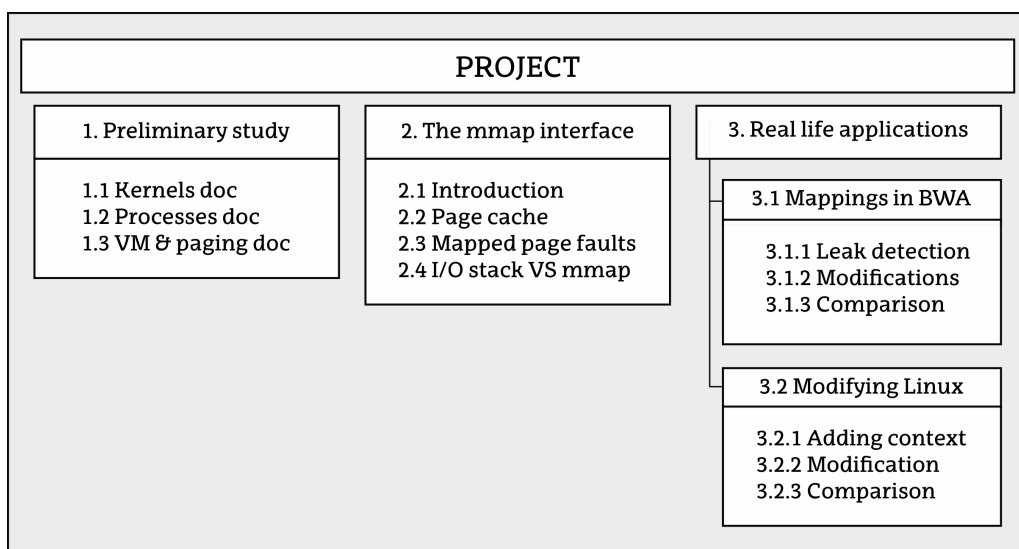 PROJECT
1. Preliminary study
1.1 Kernels doc
1.2 Processes doc
1.3 VM & paging doc
2. The mmap interface
2.1 Introduction
2.2 Page cache
2.3 Mapped page faults
2.4 I/O stack VS mmap
3. Real life applications
3.1 Mappings in BWA
3.1.1 Leak detection
3.1.2 Modifications
3.1.3 Comparison
3.2 Modifying Linux
3.2.1 Adding context
3.2.2 Modification
3.2.3 Comparison